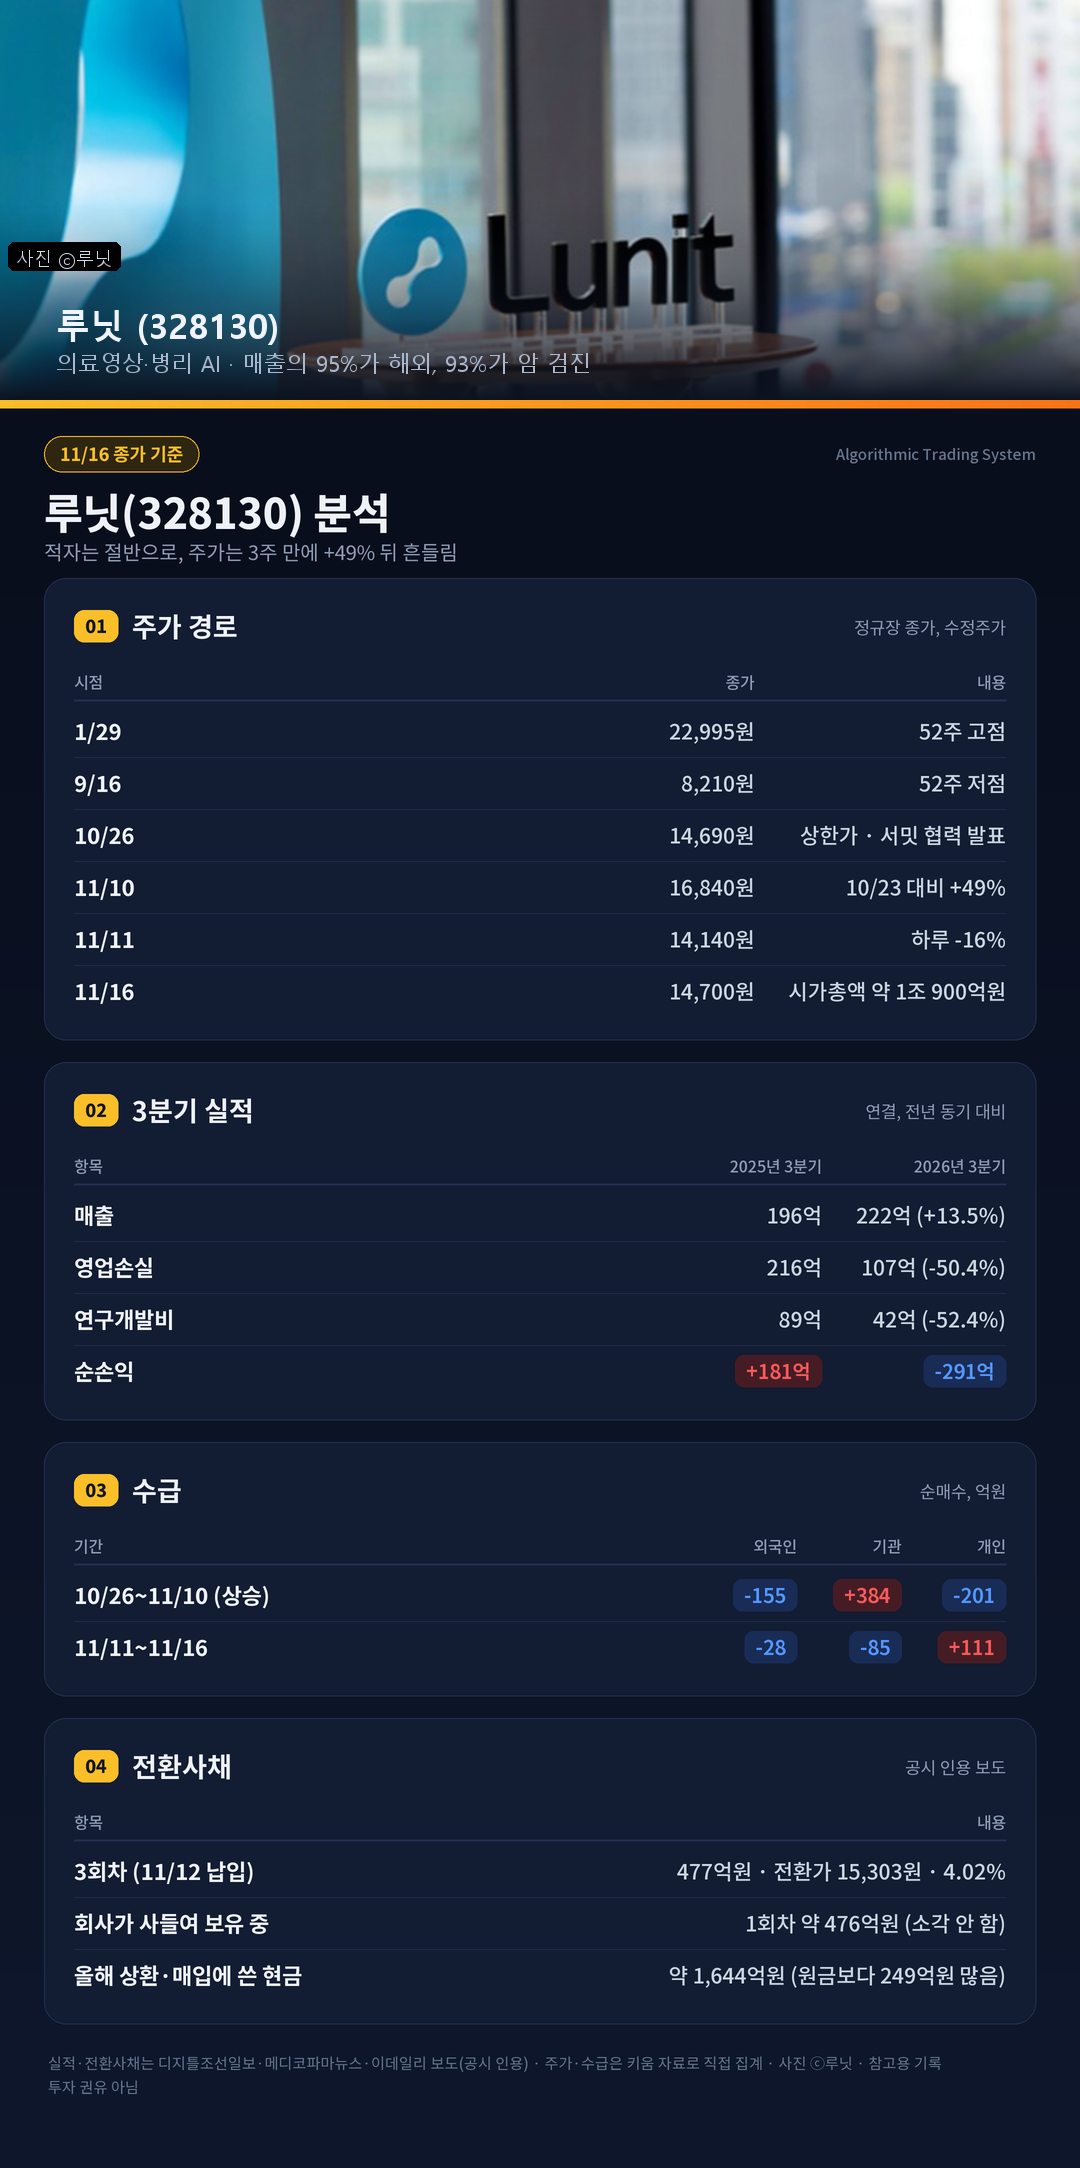 Lunit
사진 ⓒ루닛
루닛 (328130)
의료영상·병리 AI · 매출의 95%가 해외, 93%가 암 검진
11/16 종가 기준
Algorithmic Trading System
루닛(328130) 분석
적자는 절반으로, 주가는 3주 만에 +49% 뒤 흔들림
01 주가 경로 정규장 종가, 수정주가
시점 종가 내용
1/29 22,995원 52주 고점
9/16 8,210원 52주 저점
10/26 14,690원 상한가 · 서밋 협력 발표
11/10 16,840원 10/23 대비 +49%
11/11 14,140원 하루 -16%
11/16 14,700원 시가총액 약 1조 900억원
02 3분기 실적 연결, 전년 동기 대비
항목 2025년 3분기 2026년 3분기
매출 196억 222억 (+13.5%)
영업손실 216억 107억 (-50.4%)
연구개발비 89억 42억 (-52.4%)
순손익 +181억 -291억
03 수급 순매수, 억원
기간 외국인 기관 개인
10/26~11/10 (상승) -155 +384 -201
11/11~11/16 -28 -85 +111
04 전환사채 공시 인용 보도
항목 내용
3회차 (11/12 납입) 477억원 · 전환가 15,303원 · 4.02%
회사가 사들여 보유 중 1회차 약 476억원 (소각 안 함)
올해 상환·매입에 쓴 현금 약 1,644억원 (원금보다 249억원 많음)
실적·전환사채는 디지틀조선일보·메디코파마뉴스·이데일리 보도(공시 인용) · 주가·수급은 키움 자료로 직접 집계 · 사진 ⓒ루닛 · 참고용 기록
투자 권유 아님